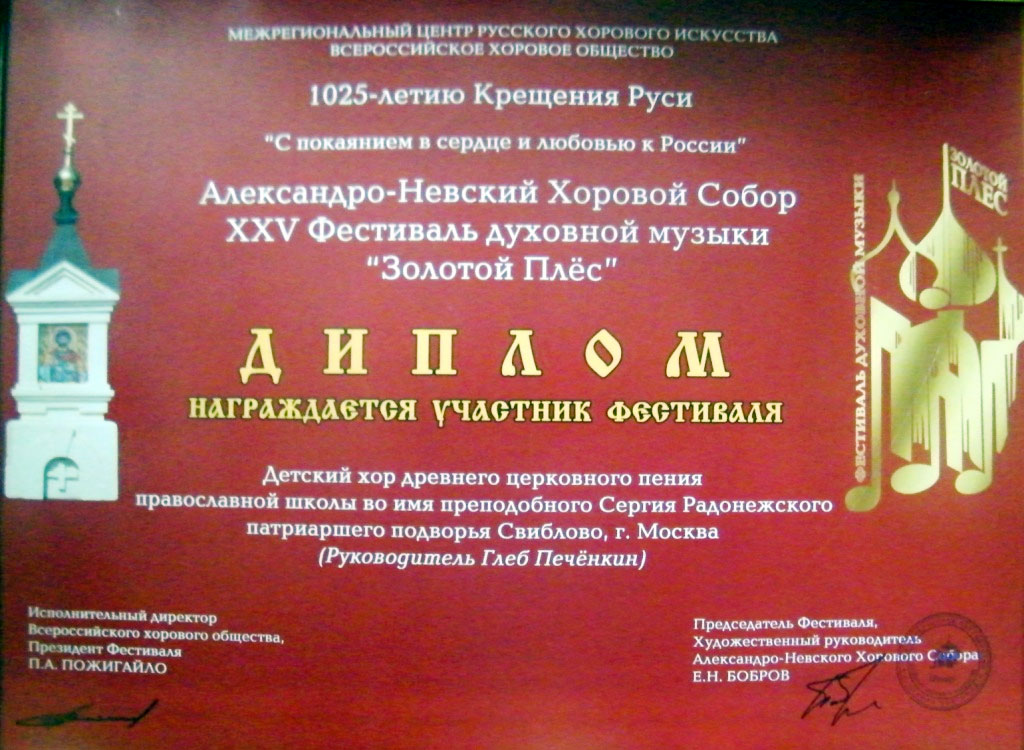 МЕЖРЕГИОНАЛЬНЫЙ ЦЕНТР РУССКОГО ХОРОВОГО ИСКУССТВА
ВСЕРОССИЙСКОЕ ХОРОВОЕ ОБЩЕСТВО
1025-летию Крещения Руси
"С покаянием в сердце и любовью к России"
Александро-Невский Хоровой Собор
XXV Фестиваль духовной музыки
"Золотой Плёс"
ЗОЛОТОЙ
ПЛЁС
ФЕСТИВАЛЬ ДУХОВНОЙ МУЗЫКИ
ДИПЛОМ
НАГРАЖДАЕТСЯ УЧАСТНИК ФЕСТИВАЛЯ
Детский хор древнего церковного пения
православной школы во имя преподобного Сергия Радонежского
патриаршего подворья Свиблово, г. Москва
(Руководитель Глеб Печёнкин)
Исполнительный директор
Всероссийского хорового общества,
Президент Фестиваля
П.А. ПОЖИГАЙЛО
Председатель Фестиваля,
Художественный руководитель
Александро-Невского Хорового Собора
Е.Н. БОБРОВ